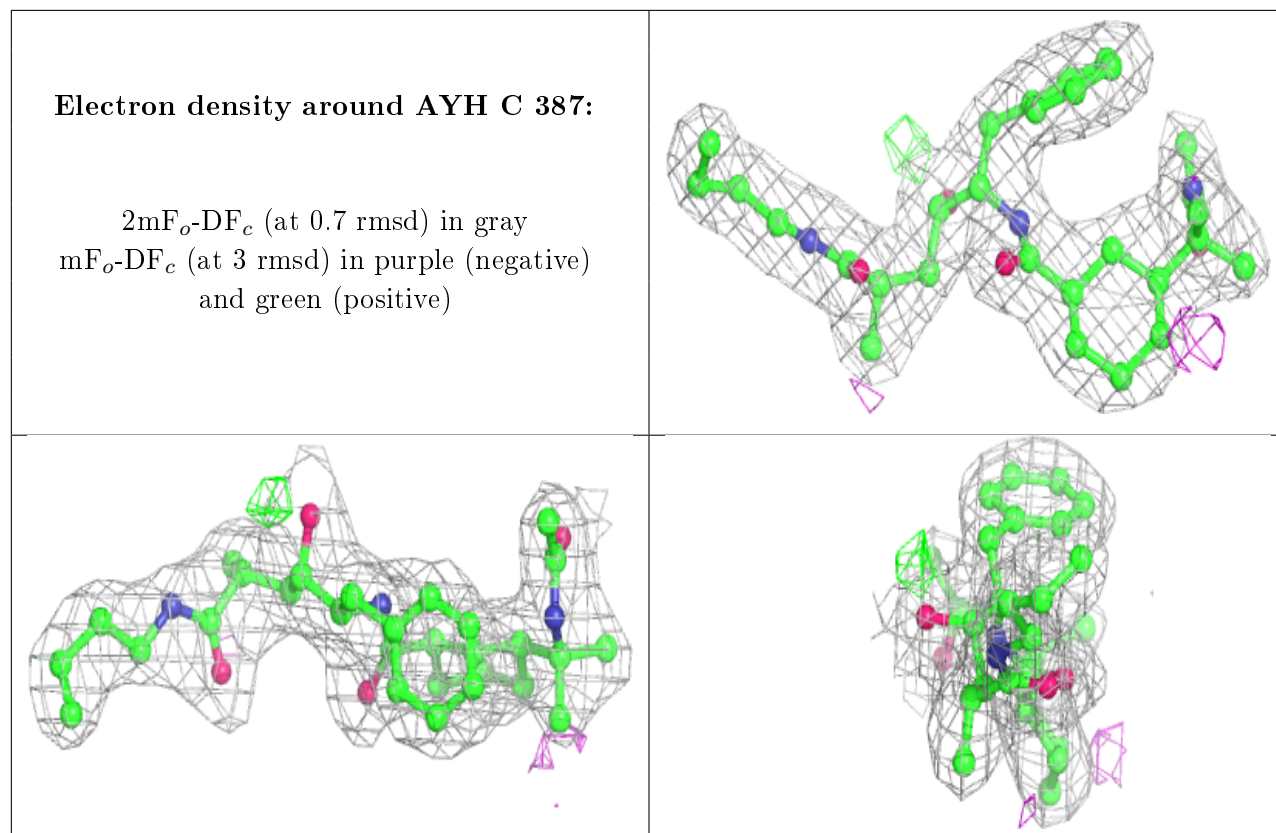 Electron density around AYH C 387:
2mFₒ-DF𝒸 (at 0.7 rmsd) in gray
mFₒ-DF𝒸 (at 3 rmsd) in purple (negative)
and green (positive)